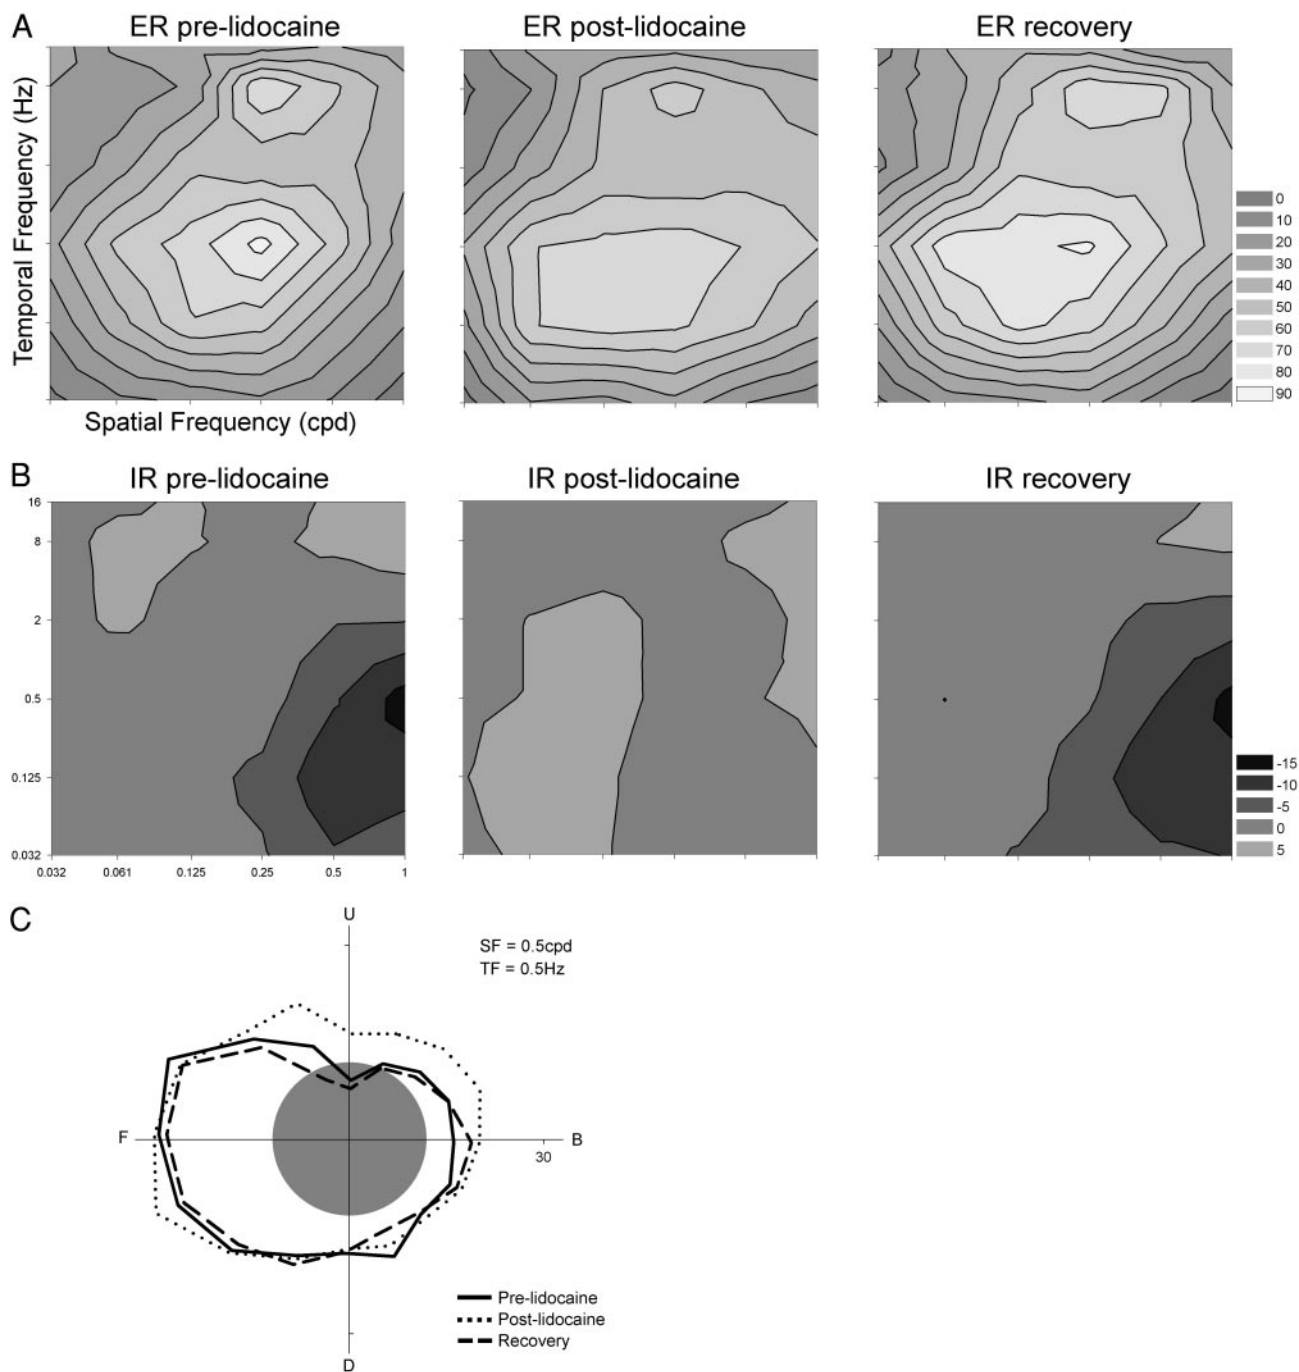 A
ER pre-lidocaine
ER post-lidocaine
ER recovery
Temporal Frequency (Hz)
Spatial Frequency (cpd)
0
10
20
30
40
50
60
70
80
90
B
IR pre-lidocaine
IR post-lidocaine
IR recovery
16
8
2
0.5
0.125
0.032
0.032 0.061 0.125 0.25 0.5 1
-15
-10
-5
0
5
C
U
SF = 0.5cpd
TF = 0.5Hz
F
B
30
D
Pre-lidocaine
Post-lidocaine
Recovery